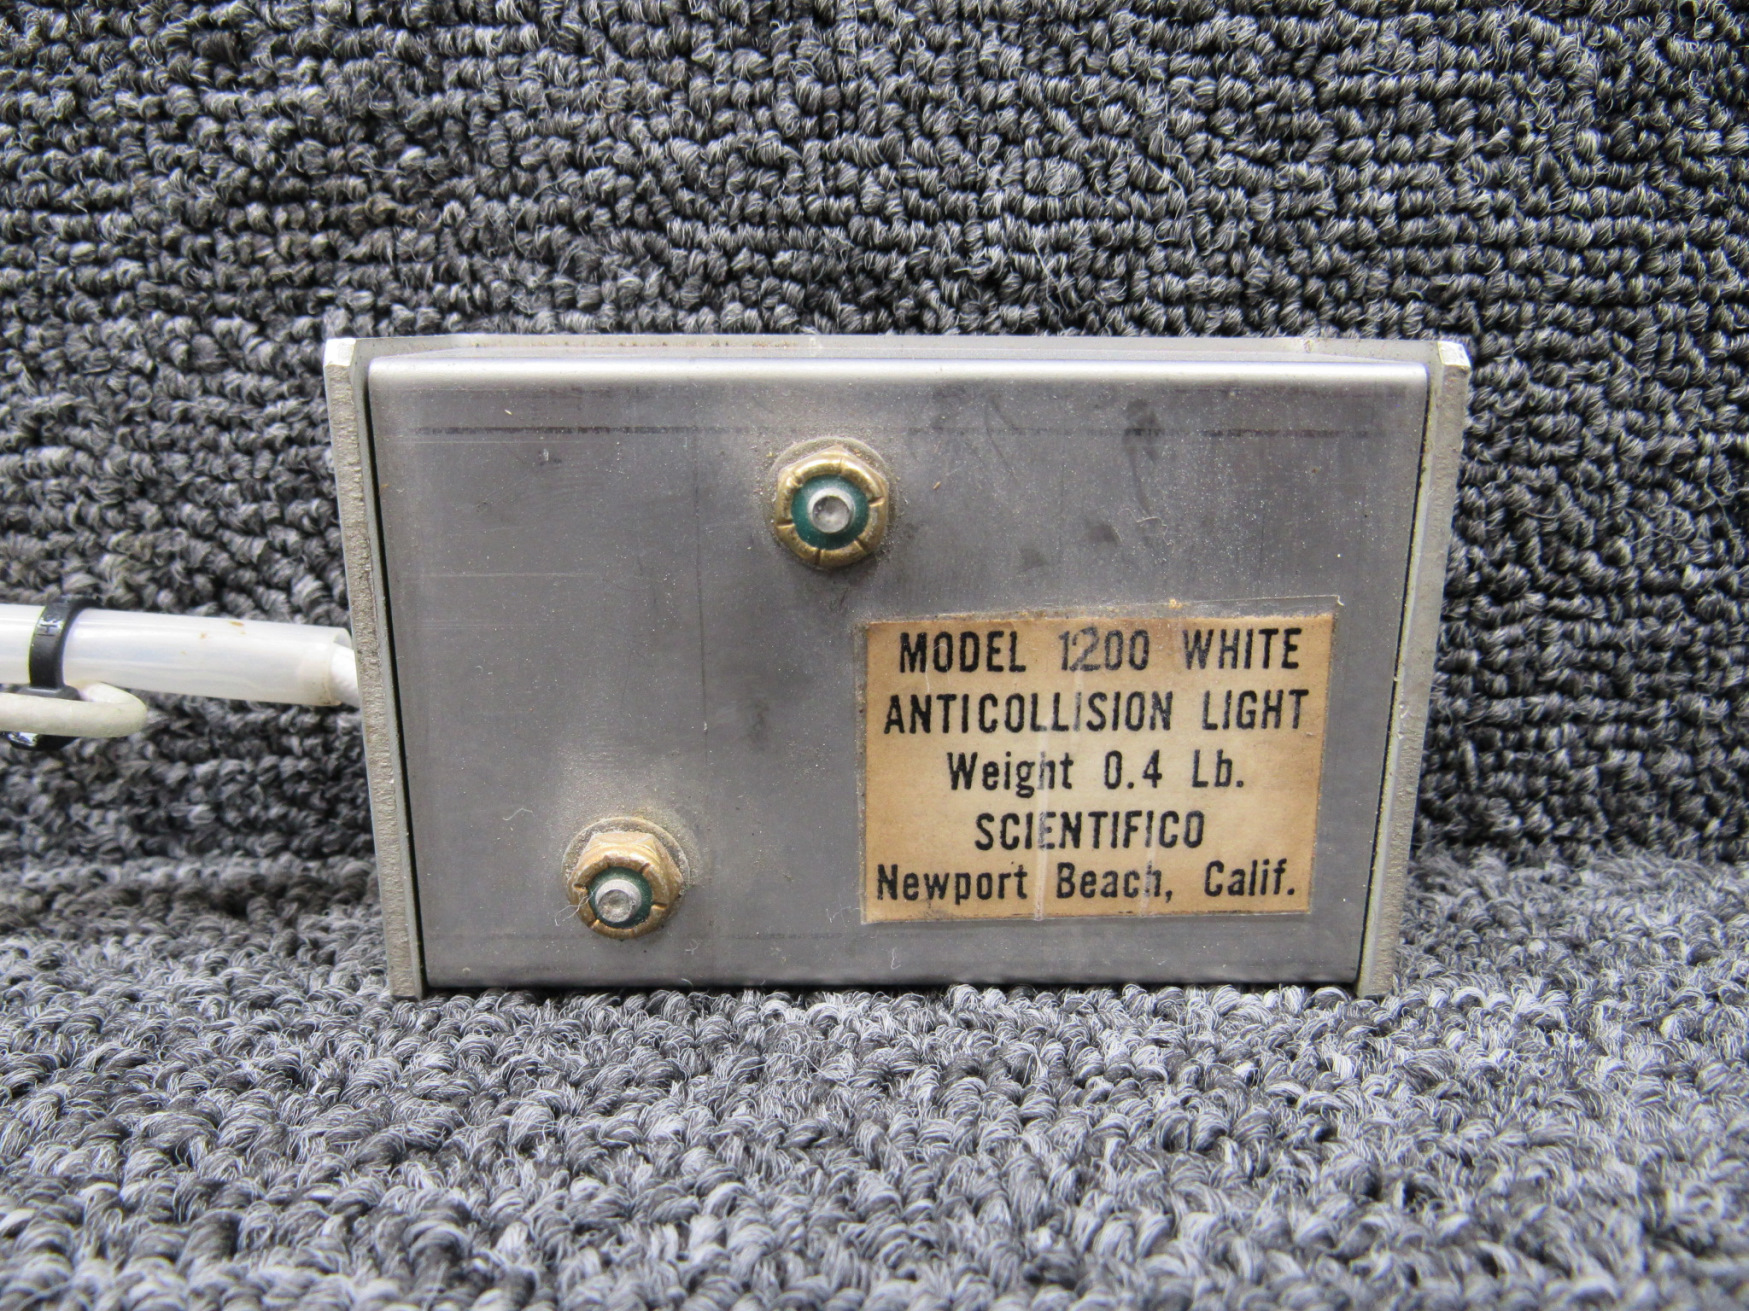 MODEL 1200 WHITE
ANTICOLLISION LIGHT
Weight 0.4 Lb.
SCIENTIFICO
Newport Beach, Calif.